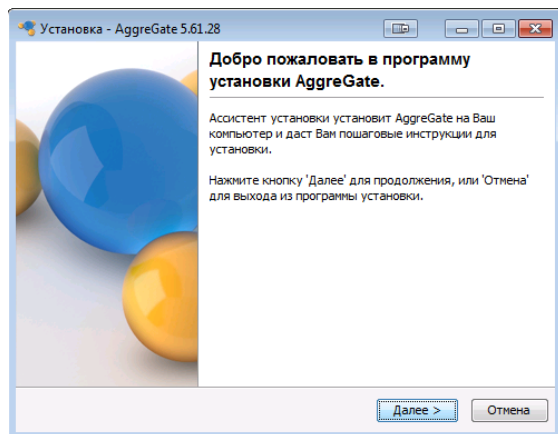 Установка - AggreGate 5.61.28
Добро пожаловать в программу
установки AggreGate.
Ассистент установки установит AggreGate на Ваш
компьютер и даст Вам пошаговые инструкции для
установки.
Нажмите кнопку 'Далее' для продолжения, или 'Отмена'
для выхода из программы установки.
Далее >
Отмена